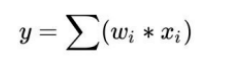 y = ∑(wᵢ * xᵢ)